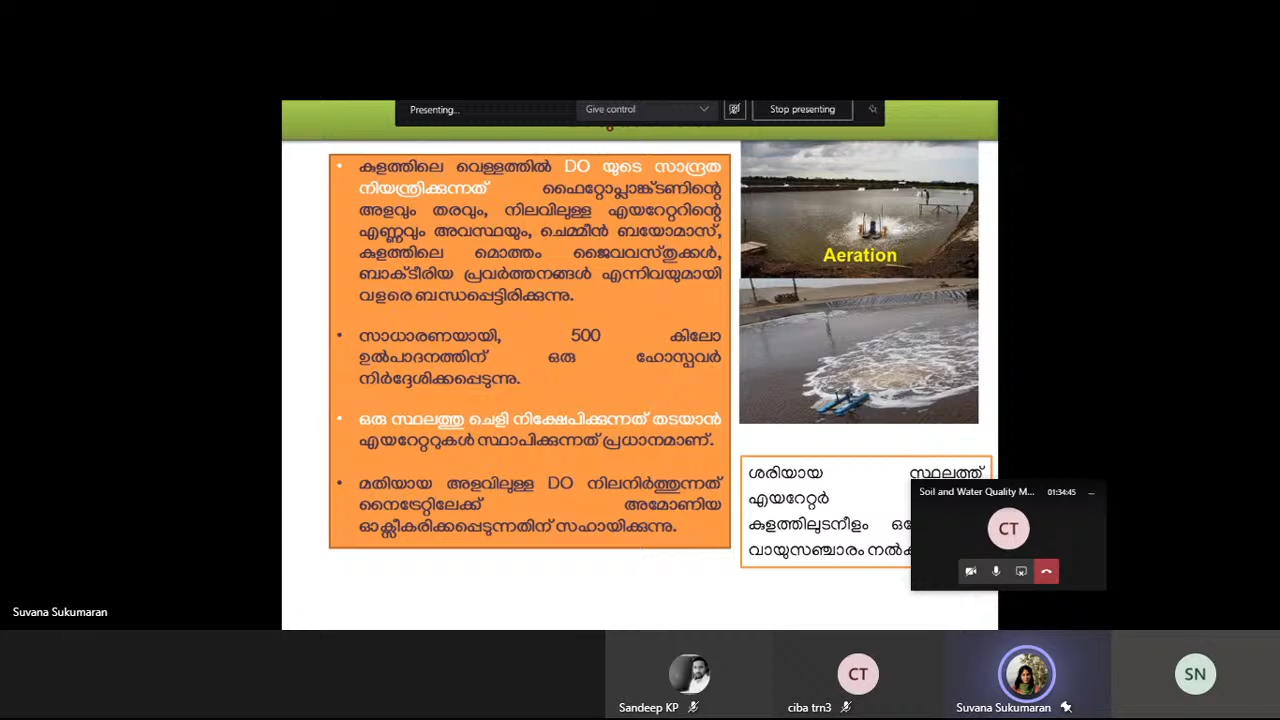 Presenting...
Give control
Stop presenting
• കുളത്തിലെ വെള്ളത്തിൽ DO യുടെ സാന്ദ്രത
നിയന്ത്രിക്കുന്നത് ഫൈറ്റോപ്ലാങ്ക്ടണിന്റെ
അളവും തരവും, നിലവിലുള്ള എയറേറ്ററിന്റെ
എണ്ണവും അവസ്ഥയും, ചെമ്മീൻ ബയോമാസ്,
കുളത്തിലെ മൊത്തം ജൈവവസ്തുക്കൾ,
ബാക്ടീരിയ പ്രവർത്തനങ്ങൾ എന്നിവയുമായി
വളരെ ബന്ധപ്പെട്ടിരിക്കുന്നു.
• സാധാരണയായി, 500 കിലോ
ഉൽപാദനത്തിന് ഒരു ഹോഴ്സ്പവർ
നിർദ്ദേശിക്കപ്പെടുന്നു.
• ഒരു സ്ഥലത്തു ചെളി നിക്ഷേപിക്കുന്നത് തടയാൻ
എയറേറ്ററുകൾ സ്ഥാപിക്കുന്നത് പ്രധാനമാണ്.
• മതിയായ അളവിലുള്ള DO നിലനിർത്തുന്നത്
നൈട്രേറ്റിലേക്ക് അമോണിയ
ഓക്സീകരിക്കപ്പെടുന്നതിന് സഹായിക്കുന്നു.
Aeration
ശരിയായ സ്ഥലത്ത്
എയറേറ്റർ
കുളത്തിലുടനീളം
വായുസഞ്ചാരം
Soil and Water Quality M... 01:34:45
CT
Suvana Sukumaran
CT
SN
Sandeep KP
ciba trn3
Suvana Sukumaran